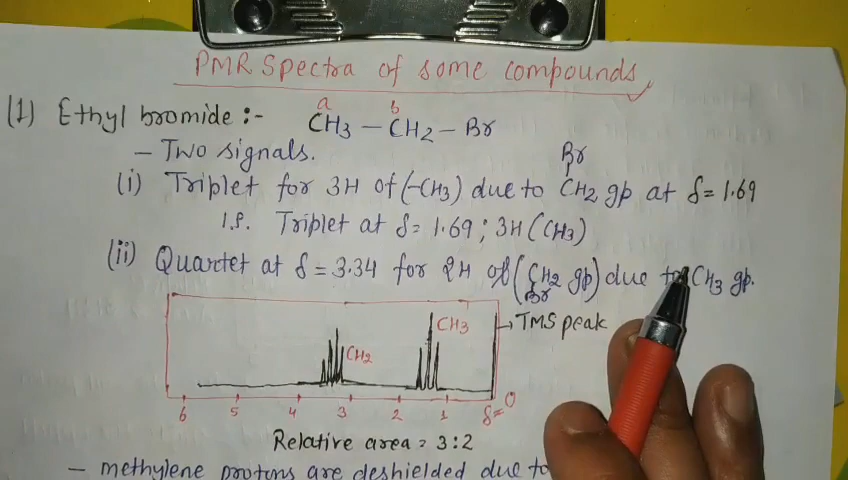 PMR Spectra of some compounds
(1) Ethyl bromide :- CH3 – CH2 – Br
a b
– Two signals.
Br
(i) Triplet for 3H of (–CH3) due to CH2 gp at δ = 1.69
i.e. Triplet at δ = 1.69 ; 3H (CH3)
(ii) Quartet at δ = 3.34 for 2H of (CH2 gp) due to CH3 gp.
Br
CH3
TMS peak
CH2
6 5 4 3 2 1 δ= 0
Relative area = 3:2
– methylene protons are deshielded due to